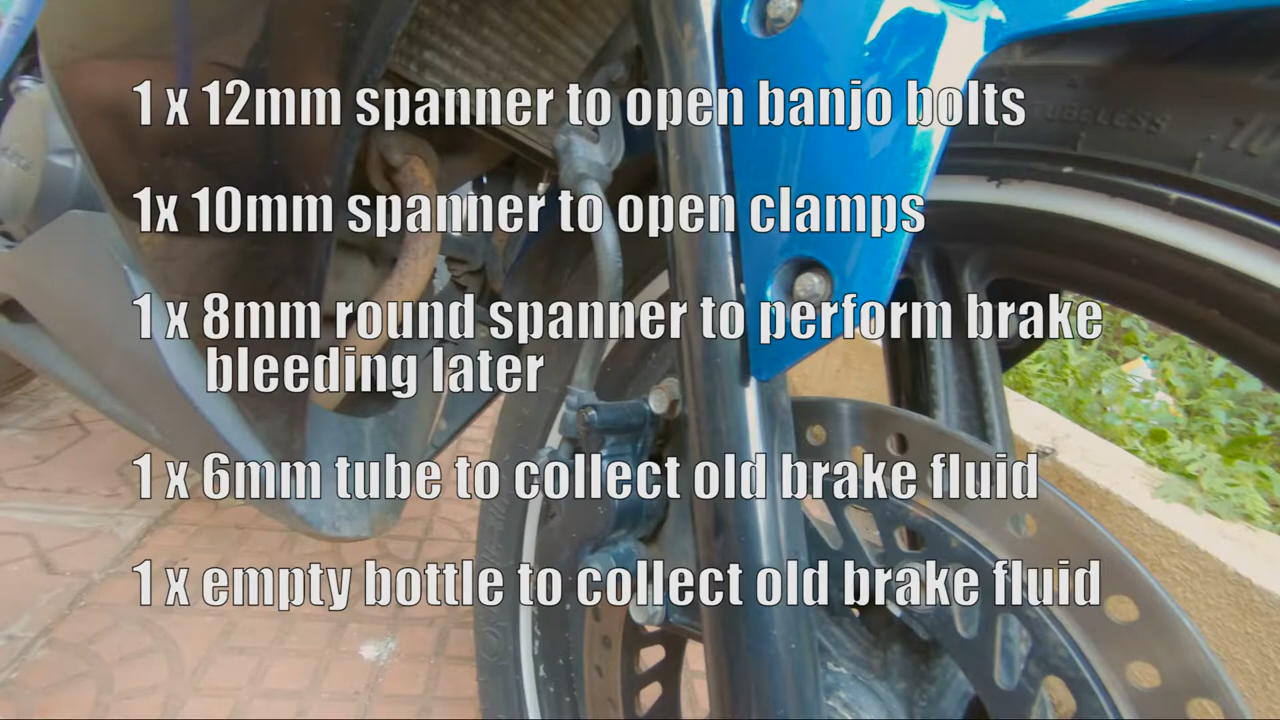 1 x 12mm spanner to open banjo bolts
TUBELESS
1x 10mm spanner to open clamps
1 x 8mm round spanner to perform brake
bleeding later
1 x 6mm tube to collect old brake fluid
1 x empty bottle to collect old brake fluid